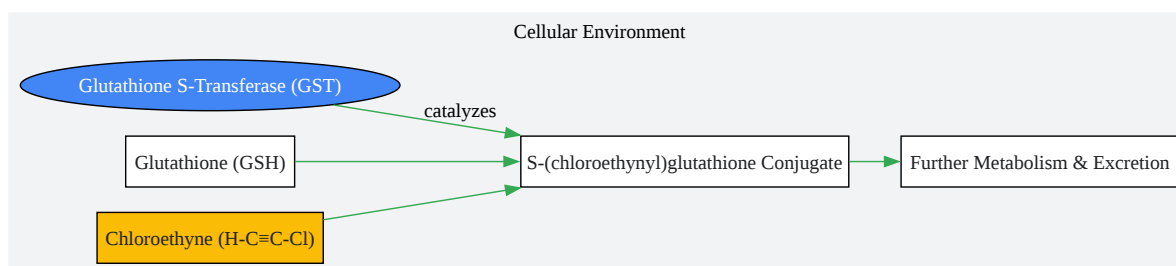 Cellular Environment
Glutathione S-Transferase (GST)
catalyzes
Glutathione (GSH)
S-(chloroethynyl)glutathione Conjugate
Further Metabolism & Excretion
Chloroethyne (H-C≡C-Cl)